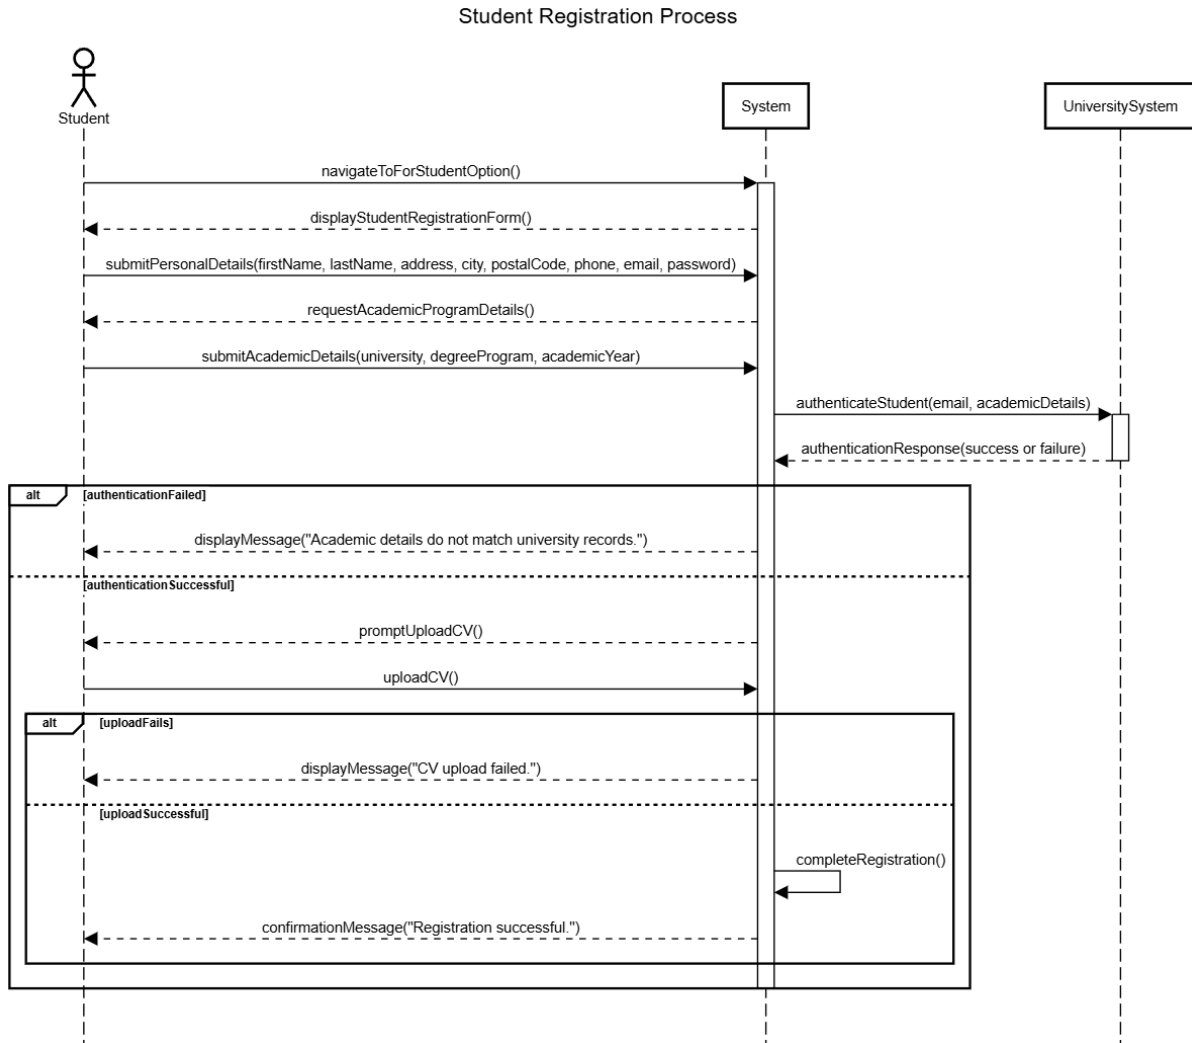 Student Registration Process
Student
System
UniversitySystem
navigateToForStudentOption()
displayStudentRegistrationForm()
submitPersonalDetails(firstName, lastName, address, city, postalCode, phone, email, password)
requestAcademicProgramDetails()
submitAcademicDetails(university, degreeProgram, academicYear)
authenticateStudent(email, academicDetails)
authenticationResponse(success or failure)
alt [authenticationFailed]
displayMessage("Academic details do not match university records.")
[authenticationSuccessful]
promptUploadCV()
uploadCV()
alt [uploadFails]
displayMessage("CV upload failed.")
[uploadSuccessful]
completeRegistration()
confirmationMessage("Registration successful.")